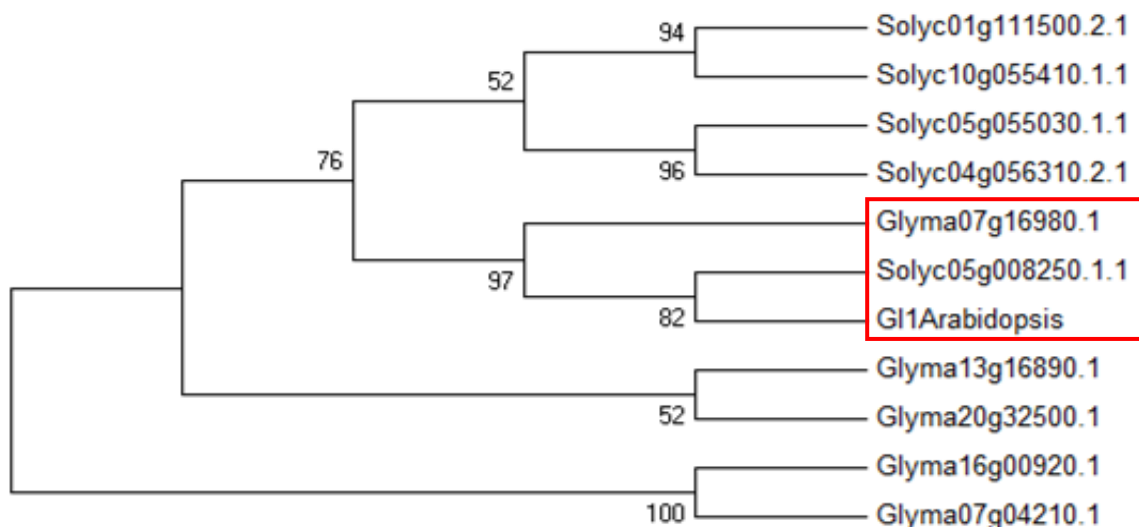 94
Solyc01g111500.2.1
Solyc10g055410.1.1
52
Solyc05g055030.1.1
96
Solyc04g056310.2.1
76
Glyma07g16980.1
97
Solyc05g008250.1.1
82
Gl1Arabidopsis
Glyma13g16890.1
52
Glyma20g32500.1
Glyma16g00920.1
100
Glyma07g04210.1